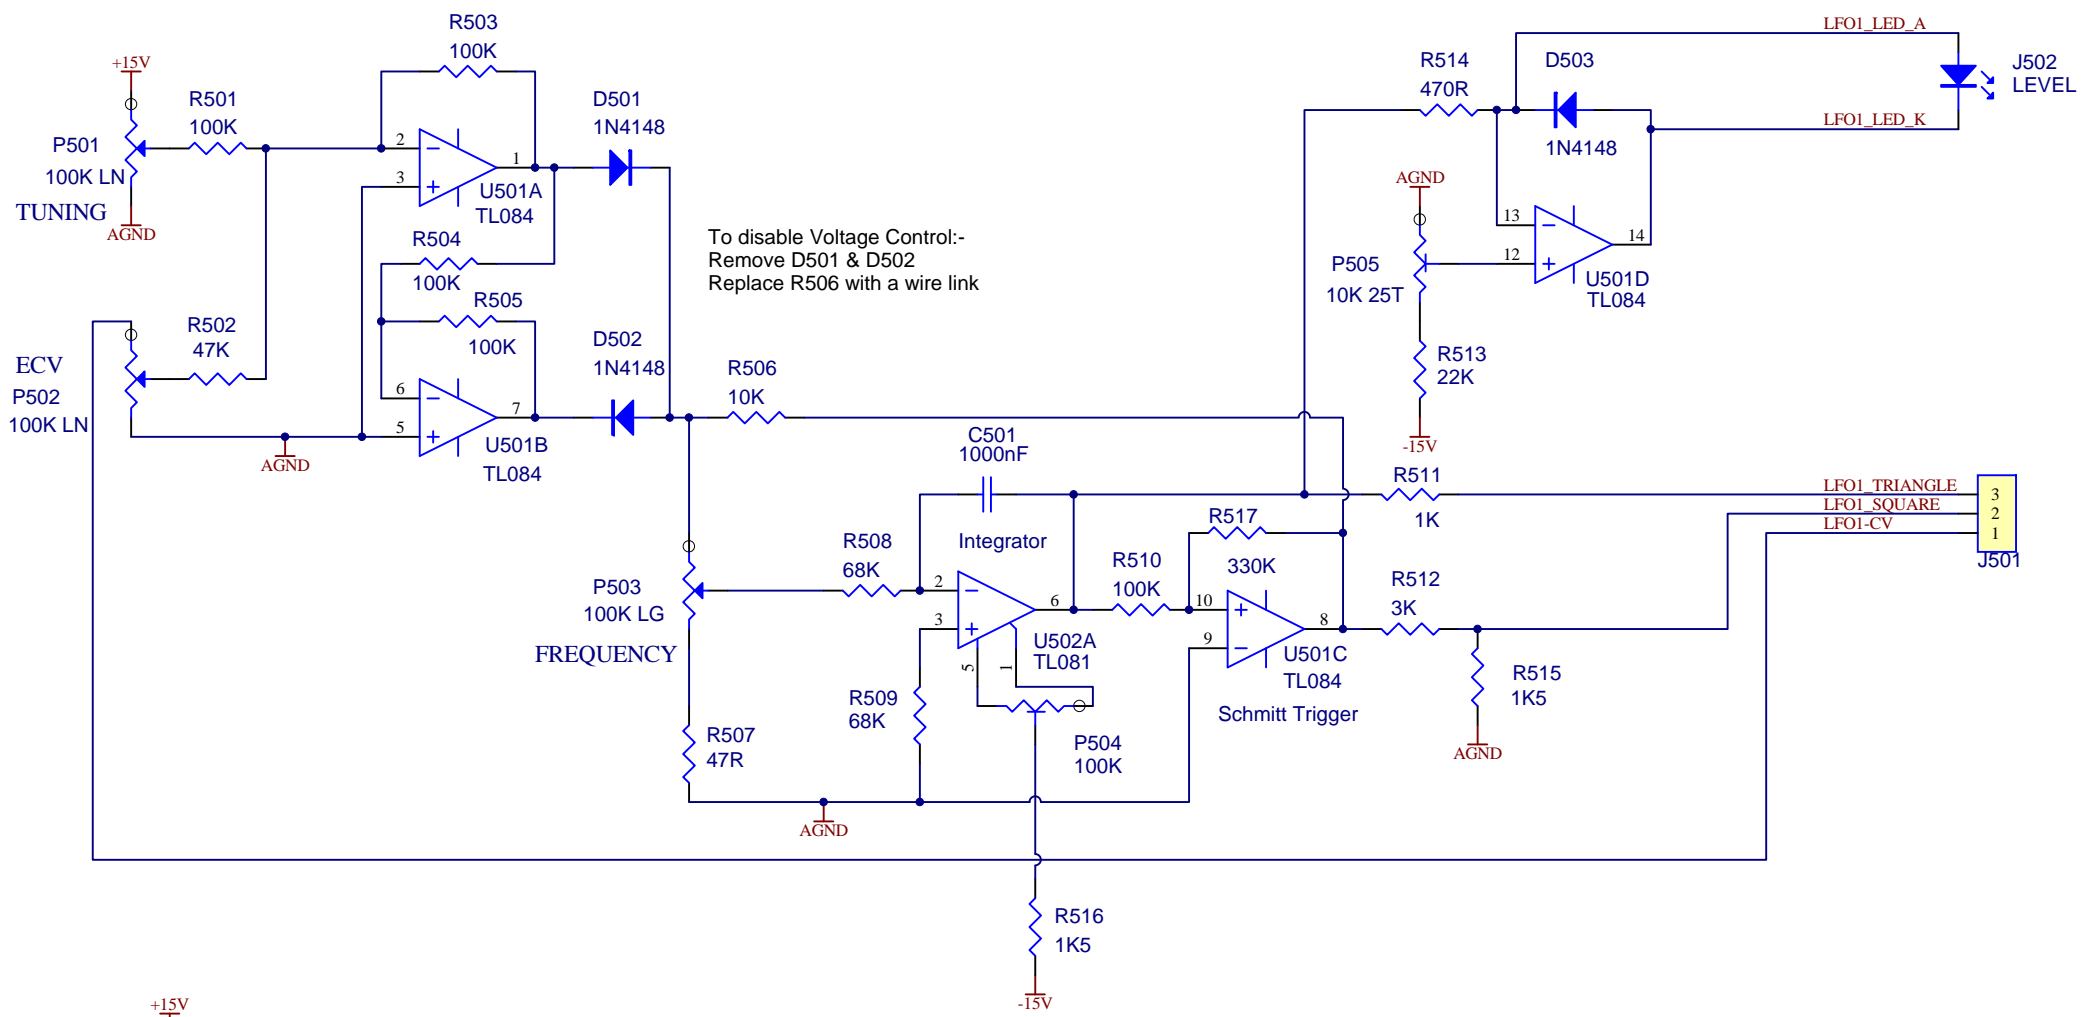 R503
100K
+15V
R501
100K
P501
100K LN
TUNING
AGND
2
3
1
U501A
TL084
D501
1N4148
R504
100K
R505
100K
To disable Voltage Control:-
Remove D501 & D502
Replace R506 with a wire link
ECV
P502
100K LN
R502
47K
AGND
6
5
7
U501B
TL084
D502
1N4148
R506
10K
R514
470R
D503
1N4148
LFO1_LED_A
J502
LEVEL
LFO1_LED_K
AGND
P505
10K 25T
13
12
14
U501D
TL084
R513
22K
-15V
C501
1000nF
Integrator
R508
68K
P503
100K LG
FREQUENCY
2
3
6
5
1
U502A
TL081
R509
68K
R507
47R
P504
100K
AGND
R510
100K
R517
330K
10
9
8
U501C
TL084
Schmitt Trigger
R511
1K
R512
3K
R515
1K5
AGND
LFO1_TRIANGLE
LFO1_SQUARE
LFO1-CV
3
2
1
J501
R516
1K5
-15V
+15V